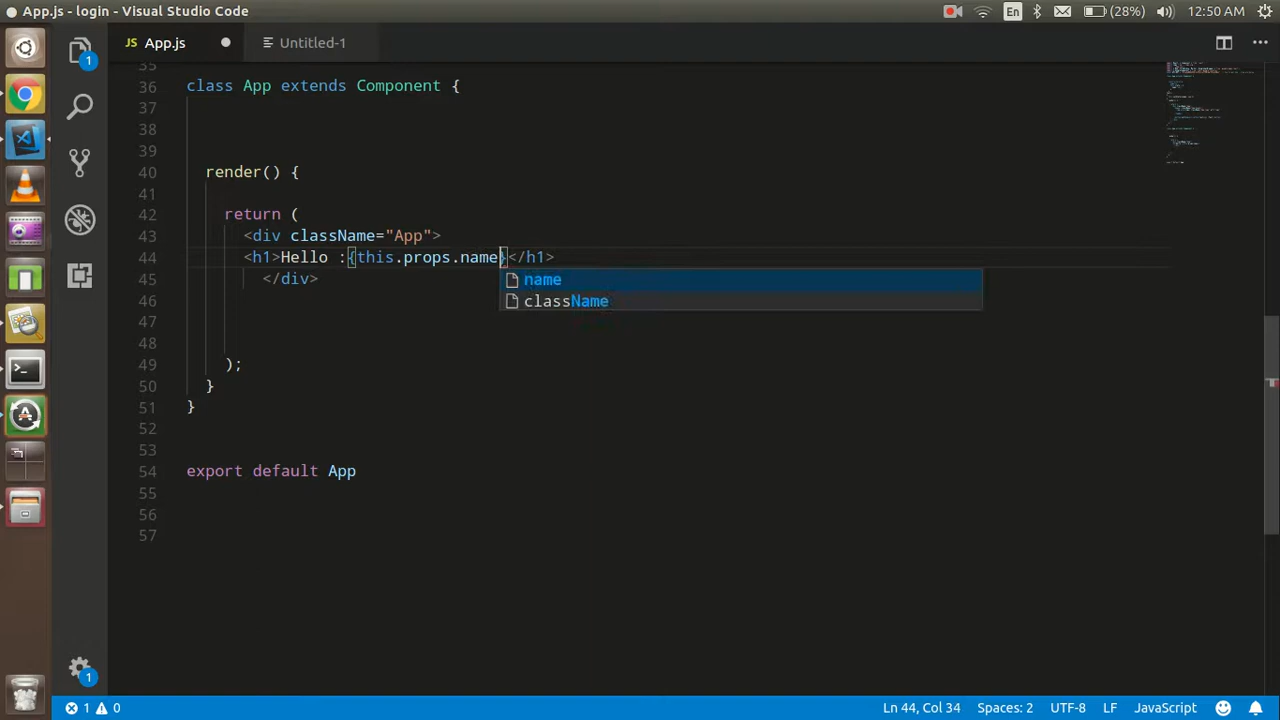 App.js - login - Visual Studio Code
En
(28%)
12:50 AM
1
JS App.js
Untitled-1
35
36 class App extends Component {
37
38
39
40 render() {
41
42 return (
43 <div className="App">
44 <h1>Hello :{this.props.name}</h1>
name
className
45 </div>
46
47
48
49 );
50 }
51 }
52
53
54 export default App
55
56
57
1
1 0
Ln 44, Col 34
Spaces: 2
UTF-8
LF
JavaScript